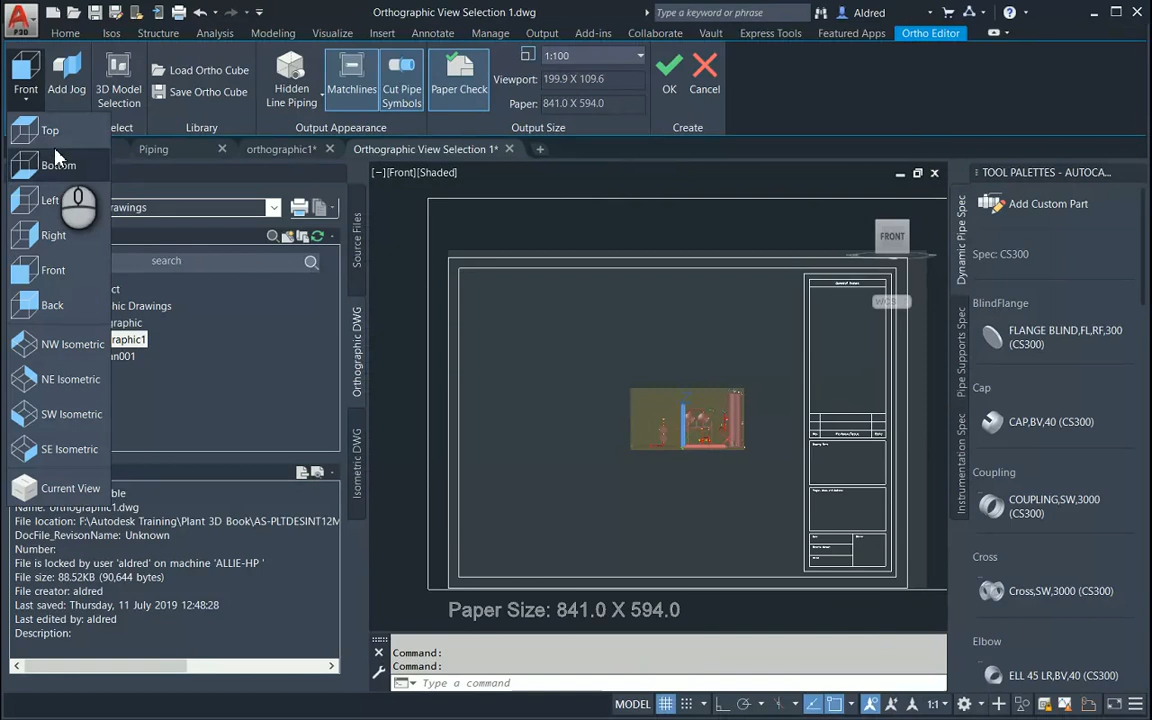 Orthographic View Selection 1.dwg
Type a keyword or phrase
Aldred
P3D
Home
Isos
Structure
Analysis
Modeling
Visualize
Insert
Annotate
Manage
Output
Add-ins
Collaborate
Vault
Express Tools
Featured Apps
Ortho Editor
Front
Add Jog
3D Model
Selection
Load Ortho Cube
Save Ortho Cube
Hidden
Line Piping
Matchlines
Cut Pipe
Symbols
Paper Check
1:100
Viewport:
199.9 X 109.6
Paper:
841.0 X 594.0
OK
Cancel
lect
Library
Output Appearance
Output Size
Create
Piping
orthographic1*
Orthographic View Selection 1*
Top
Bottom
Left
Right
Front
Back
NW Isometric
NE Isometric
SW Isometric
SE Isometric
Current View
rawings
search
ct
hic Drawings
graphic
graphic1
an001
ble
Name: Orthographic1.dwg
File location: F:\Autodesk Training\Plant 3D Book\AS-PLTDESINT12M
DocFile_RevisonName: Unknown
Number:
File is locked by user 'aldred' on machine 'ALLIE-HP '
File size: 88.52KB (90,644 bytes)
File creator: aldred
Last saved: Thursday, 11 July 2019 12:48:28
Last edited by: aldred
Description:
Source Files
Orthographic DWG
Isometric DWG
[−][Front][Shaded]
FRONT
WCS
Paper Size: 841.0 X 594.0
Command:
Command:
Type a command
MODEL
1:1
TOOL PALETTES - AUTOCA...
Dynamic Pipe Spec
Pipe Supports Spec
Instrumentation Spec
Add Custom Part
Spec: CS300
BlindFlange
FLANGE BLIND,FL,RF,300
(CS300)
Cap
CAP,BV,40 (CS300)
Coupling
COUPLING,SW,3000
(CS300)
Cross
Cross,SW,3000 (CS300)
Elbow
ELL 45 LR,BV,40 (CS300)